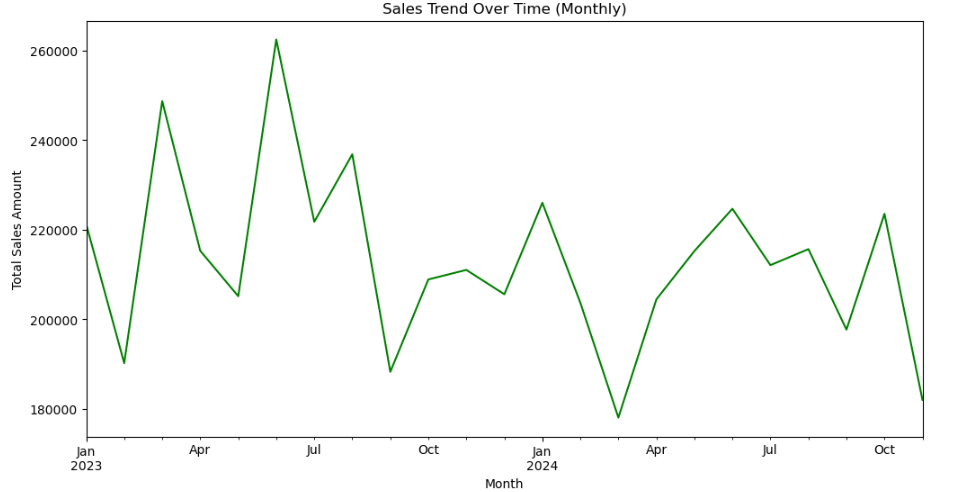 Sales Trend Over Time (Monthly)
Total Sales Amount
260000
240000
220000
200000
180000
Jan Apr Jul Oct Jan Apr Jul Oct
2023 2024
Month